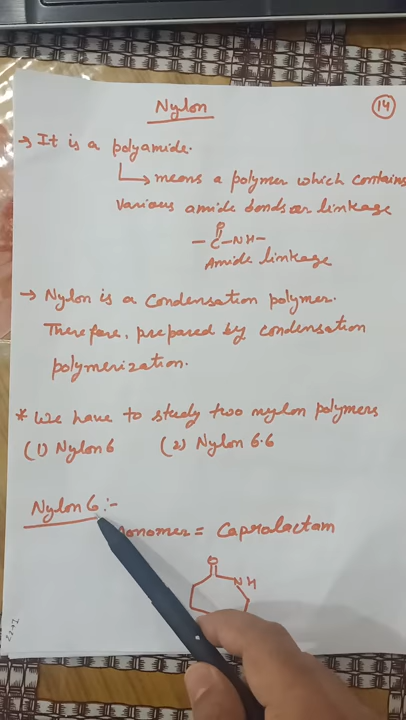 Nylon
14
→ It is a polyamide.
→ means a polymer which contains
various amide bonds or linkage
O
- C - NH -
Amide linkage
→ Nylon is a condensation polymer.
Therefore, prepared by condensation
polymerization.
* We have to study two nylon polymers
(1) Nylon 6 (2) Nylon 6.6
Nylon 6 :-
onomer = Caprolactam
O
NH